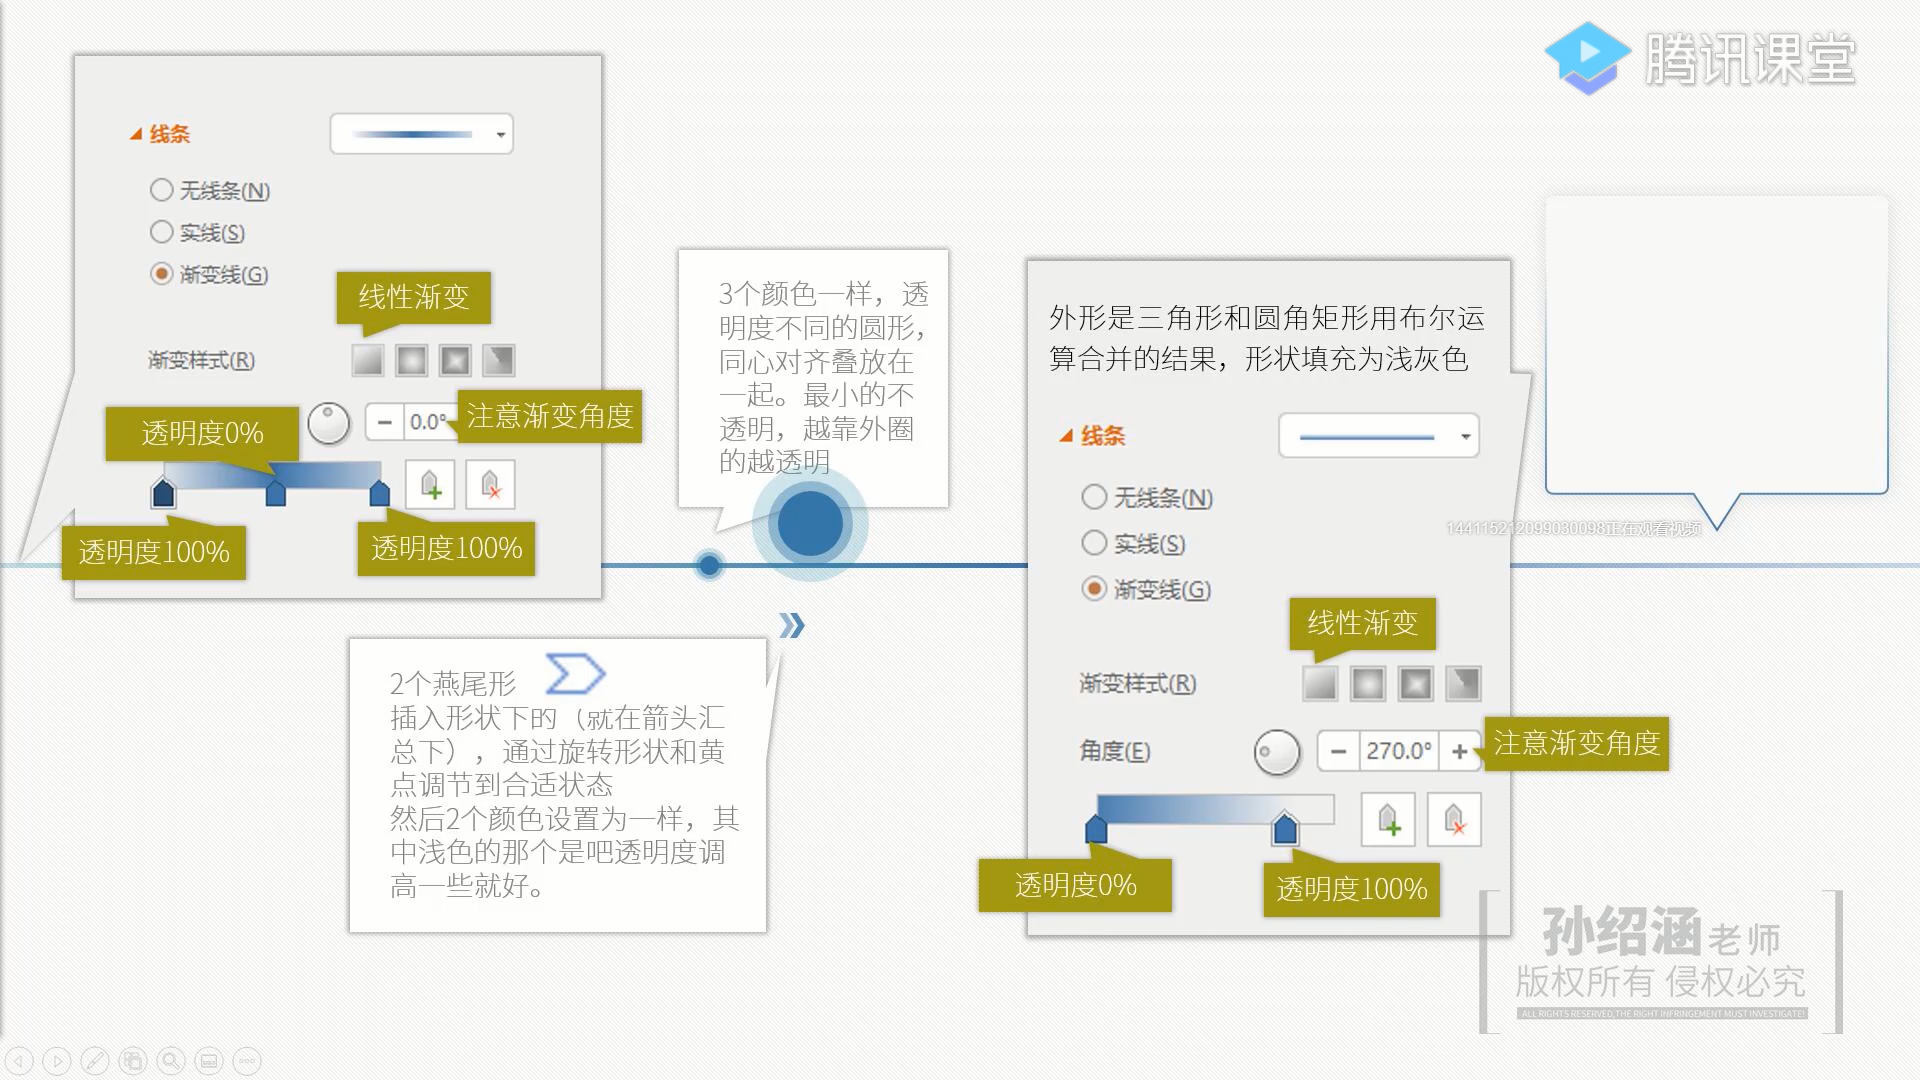 腾讯课堂
线条
无线条(N)
实线(S)
渐变线(G)
线性渐变
渐变样式(R)
0.0°
注意渐变角度
透明度0%
透明度100%
透明度100%
3个颜色一样，透
明度不同的圆形，
同心对齐叠放在
一起。最小的不
透明，越靠外圈
的越透明
2个燕尾形
插入形状下的（就在箭头汇
总下），通过旋转形状和黄
点调节到合适状态
然后2个颜色设置为一样，其
中浅色的那个是吧透明度调
高一些就好。
外形是三角形和圆角矩形用布尔运
算合并的结果，形状填充为浅灰色
线条
无线条(N)
实线(S)
渐变线(G)
线性渐变
渐变样式(R)
角度(E)
270.0°
注意渐变角度
透明度0%
透明度100%
144115212099030098正在观看视频
孙绍涵老师
版权所有 侵权必究
ALL RIGHTS RESERVED,THE RIGHT INFRINGEMENT MUST INVESTIGATE!